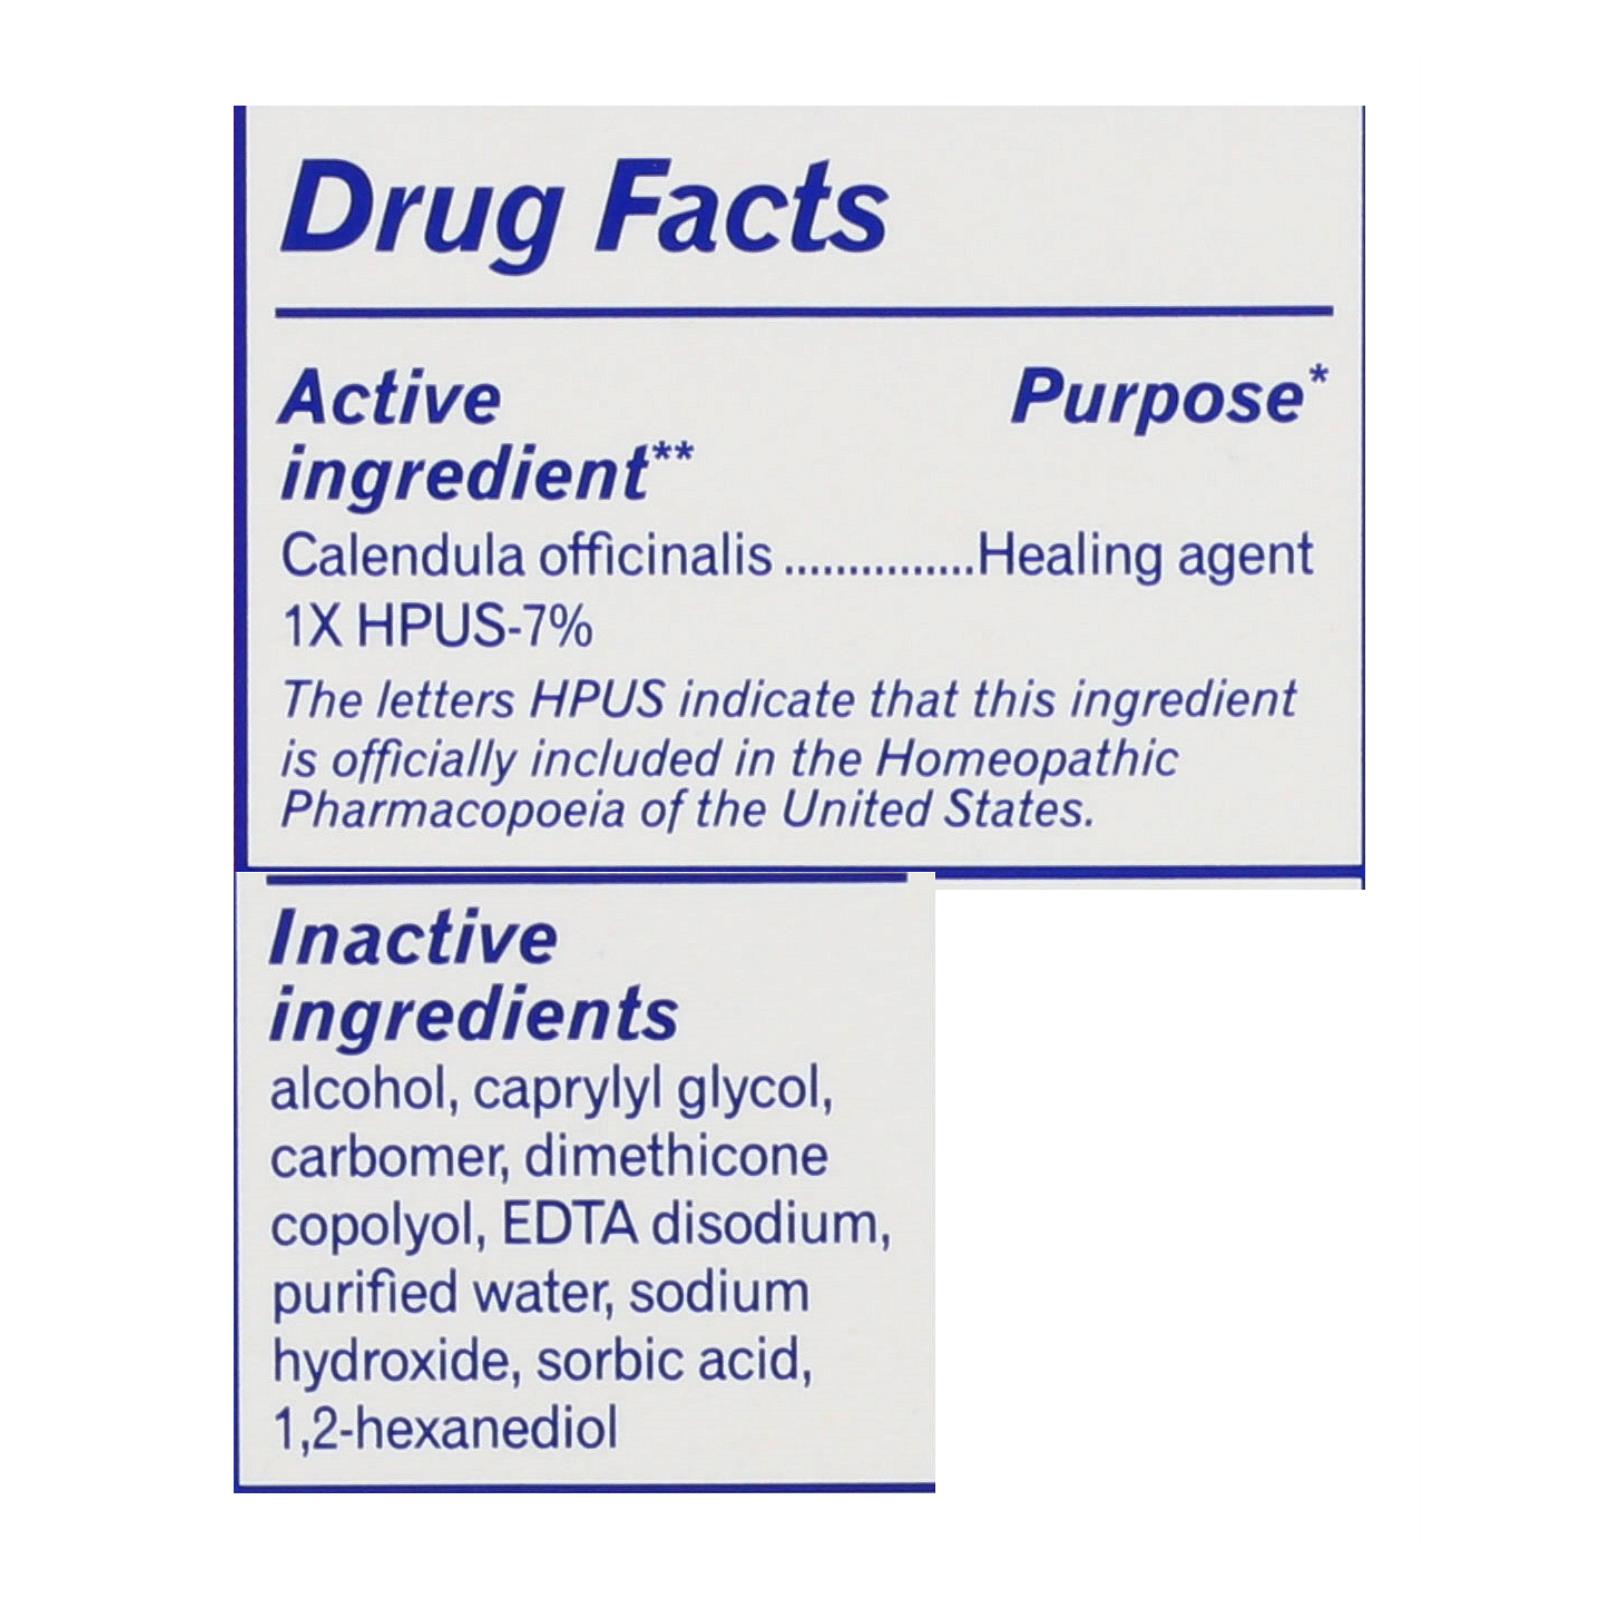 Drug Facts
Active Purpose*
ingredient**
Calendula officinalis ...............Healing agent
1X HPUS-7%
The letters HPUS indicate that this ingredient
is officially included in the Homeopathic
Pharmacopoeia of the United States.
Inactive
ingredients
alcohol, caprylyl glycol,
carbomer, dimethicone
copolyol, EDTA disodium,
purified water, sodium
hydroxide, sorbic acid,
1,2-hexanediol